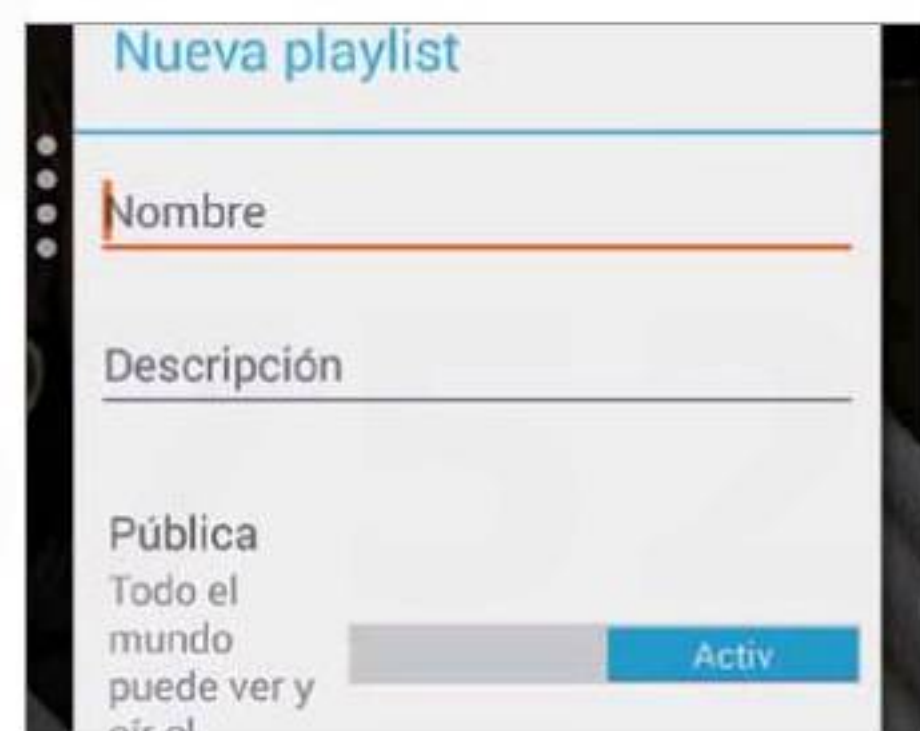 Nueva playlist
Nombre
Descripción
Pública
Todo el
mundo
Activ
puede ver y